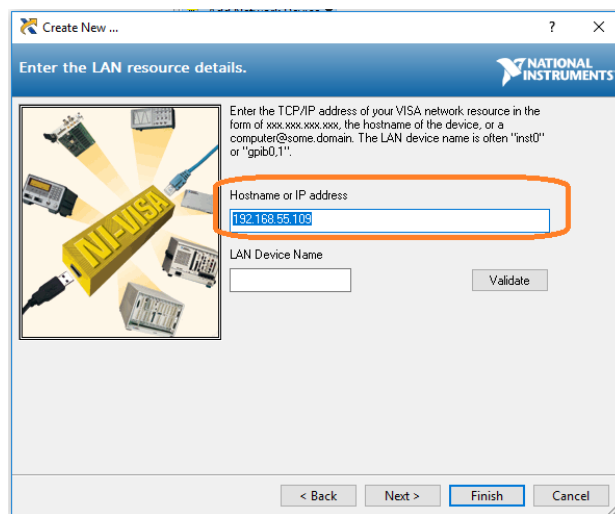 Create New ...
?
Enter the LAN resource details.
NATIONAL
INSTRUMENTS
Enter the TCP/IP address of your VISA network resource in the
form of xxx.xxx.xxx.xxx, the hostname of the device, or a
computer@some.domain. The LAN device name is often "inst0"
or "gpib0,1".
NI-VISA
Hostname or IP address
192.168.55.109
LAN Device Name
Validate
< Back
Next >
Finish
Cancel